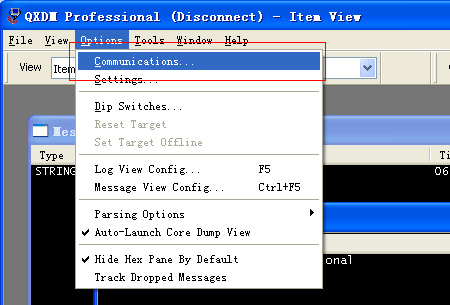 QXDM Professional (Disconnect) - Item View
File View Options Tools Window Help
View Item
Communications...
Settings...
Dip Switches...
Reset Target
Set Target Offline
Log View Config... F5
Message View Config... Ctrl+F5
Parsing Options
Auto-Launch Core Dump View
Hide Hex Pane By Default
Track Dropped Messages
Mes
Type Ti
STRING 06
onal